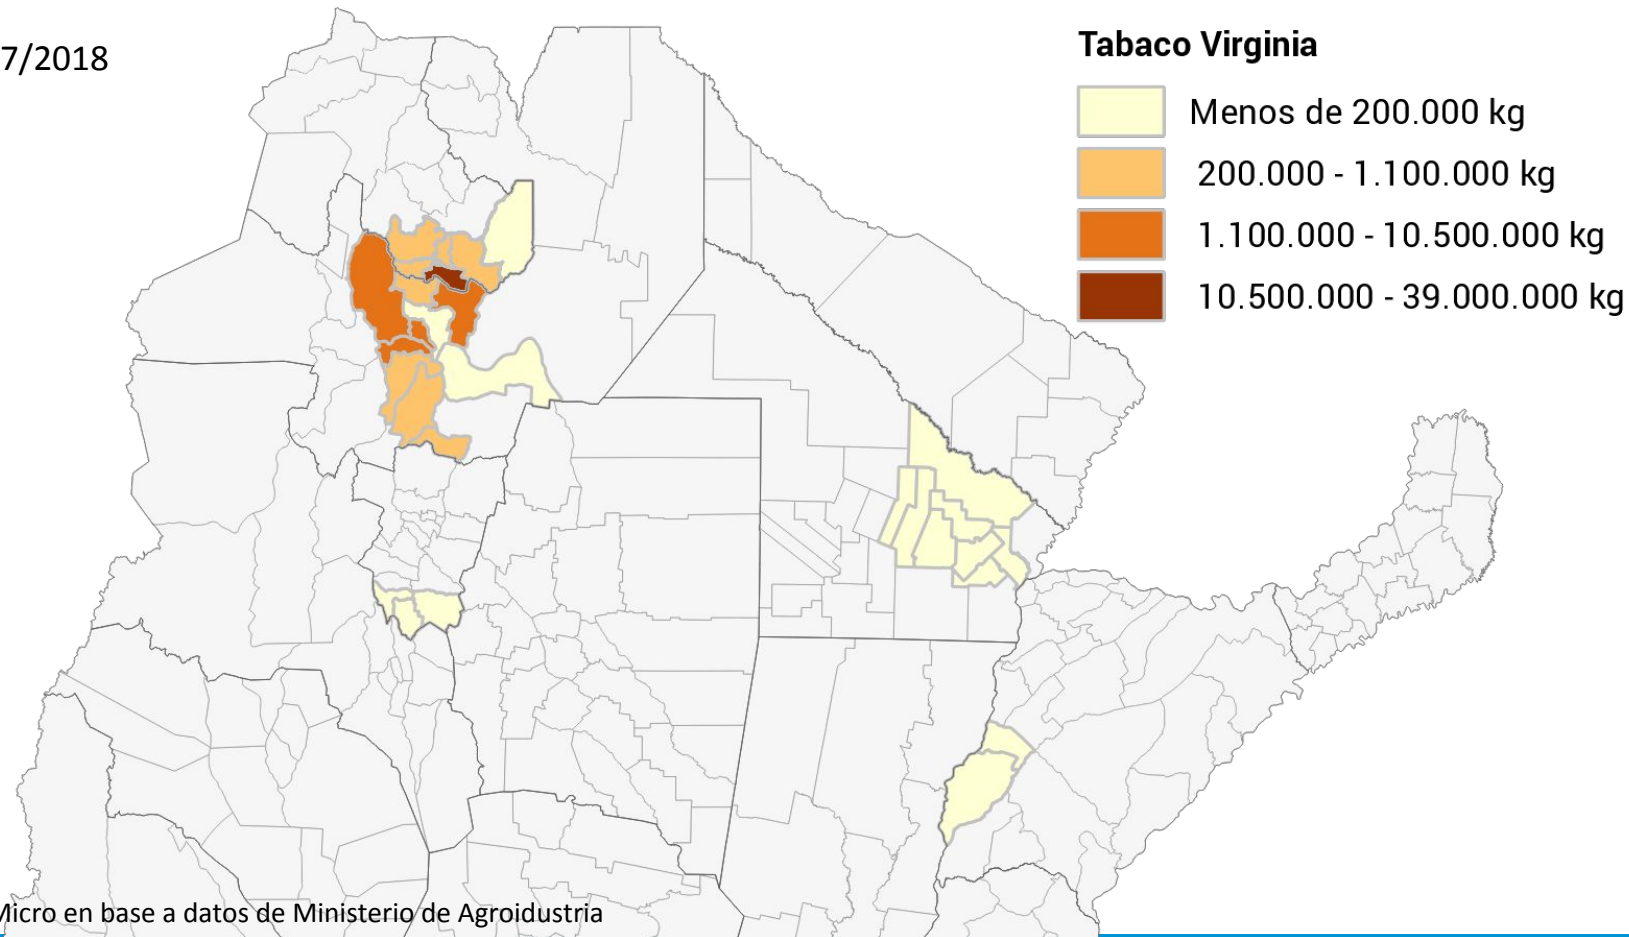 7/2018
Tabaco Virginia
Menos de 200.000 kg
200.000 - 1.100.000 kg
1.100.000 - 10.500.000 kg
10.500.000 - 39.000.000 kg
Micro en base a datos de Ministerio de Agroidustria